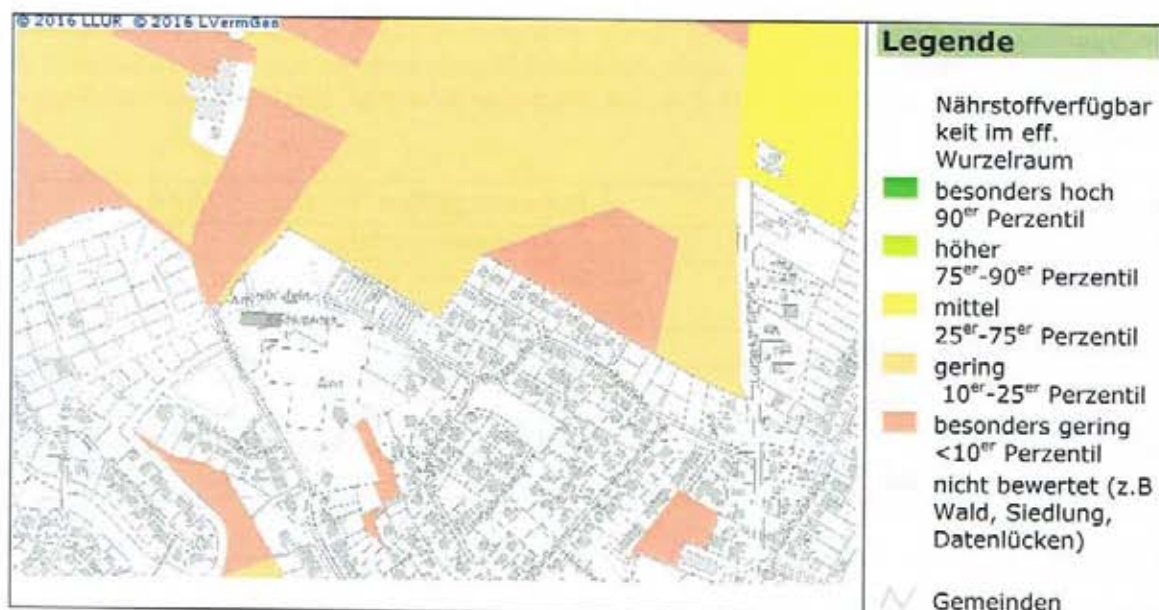 © 2016 LLUR © 2016 LVermGeo
Legende
Nährstoffverfügbar
keit im eff.
Wurzelraum
besonders hoch
90er Perzentil
höher
75er-90er Perzentil
mittel
25er-75er Perzentil
gering
10er-25er Perzentil
besonders gering
<10er Perzentil
nicht bewertet (z.B
Wald, Siedlung,
Datenlücken)
Gemeinden